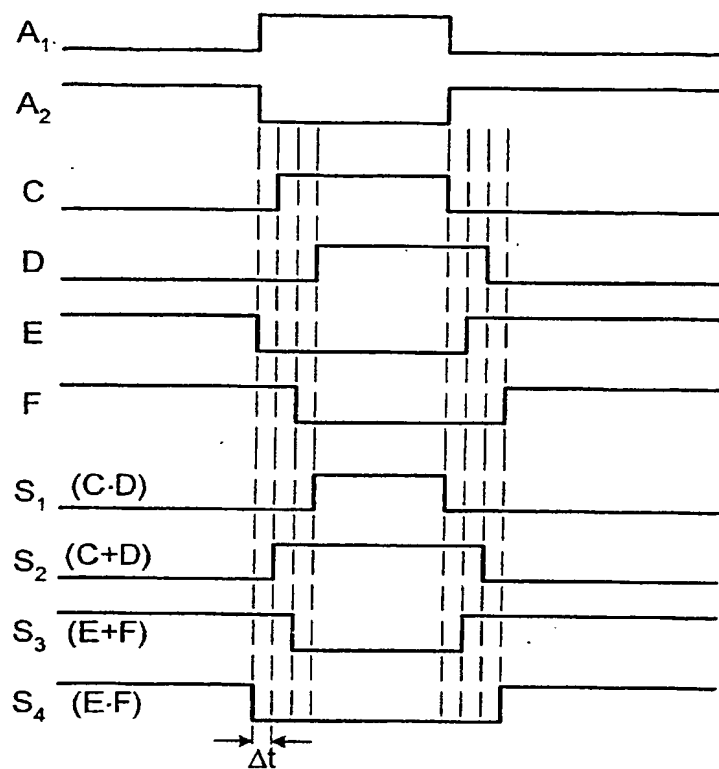 A₁
A₂
C
D
E
F
S₁ (C·D)
S₂ (C+D)
S₃ (E+F)
S₄ (E·F)
Δt